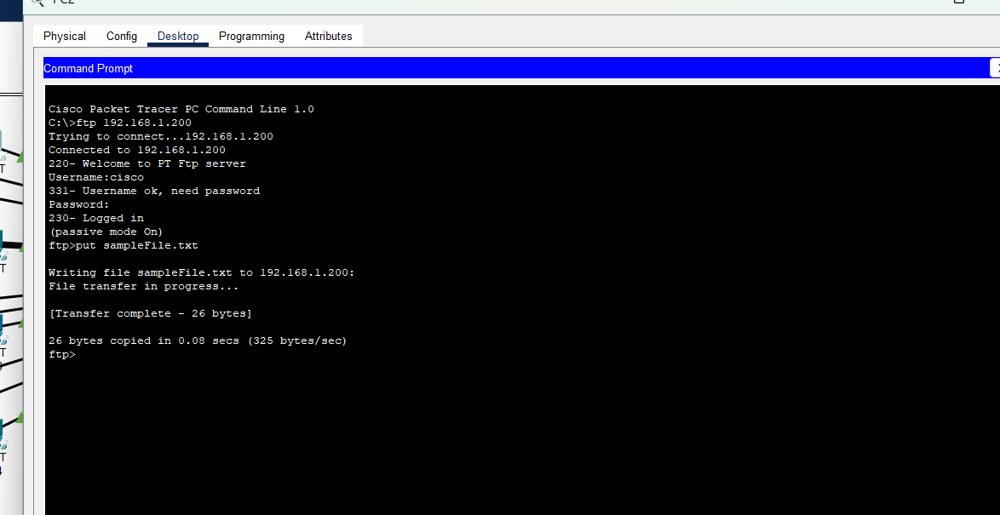 PC2
Physical Config Desktop Programming Attributes
Command Prompt
Cisco Packet Tracer PC Command Line 1.0
C:\>ftp 192.168.1.200
Trying to connect...192.168.1.200
Connected to 192.168.1.200
220- Welcome to PT Ftp server
Username:cisco
331- Username ok, need password
Password:
230- Logged in
(passive mode On)
ftp>put sampleFile.txt
Writing file sampleFile.txt to 192.168.1.200:
File transfer in progress...
[Transfer complete - 26 bytes]
26 bytes copied in 0.08 secs (325 bytes/sec)
ftp>